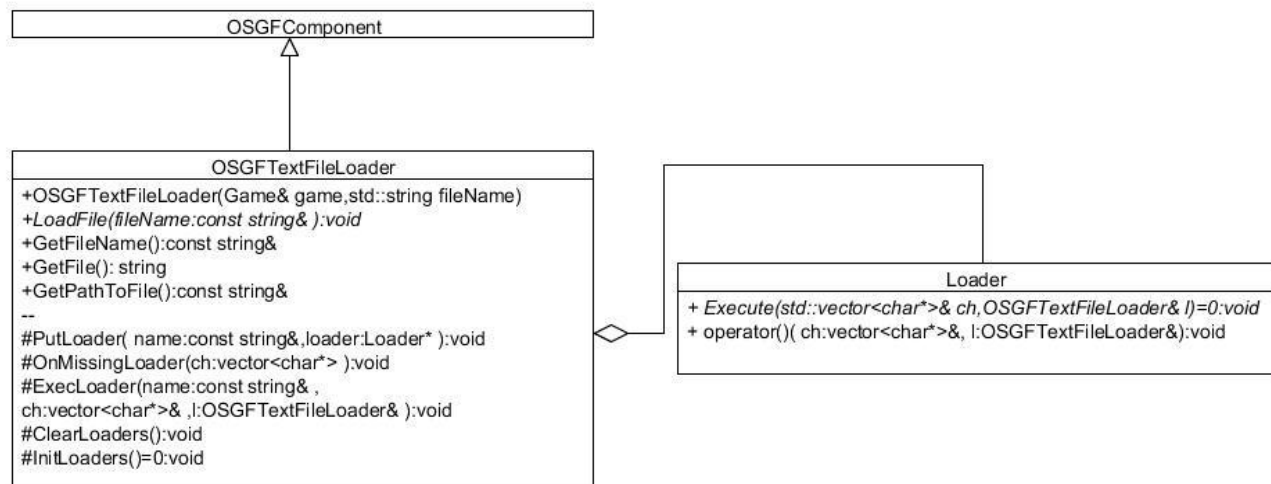 OSGFComponent
OSGFTextFileLoader
+OSGFTextFileLoader(Game& game,std::string fileName)
+LoadFile(fileName:const string& ):void
+GetFileName():const string&
+GetFile(): string
+GetPathToFile():const string&
--
#PutLoader( name:const string&,loader:Loader* ):void
#OnMissingLoader(ch:vector<char*> ):void
#ExecLoader(name:const string& ,
ch:vector<char*>& ,l:OSGFTextFileLoader& ):void
#ClearLoaders():void
#InitLoaders()=0:void
Loader
+ Execute(std::vector<char*>& ch,OSGFTextFileLoader& l)=0:void
+ operator()( ch:vector<char*>&, l:OSGFTextFileLoader&):void